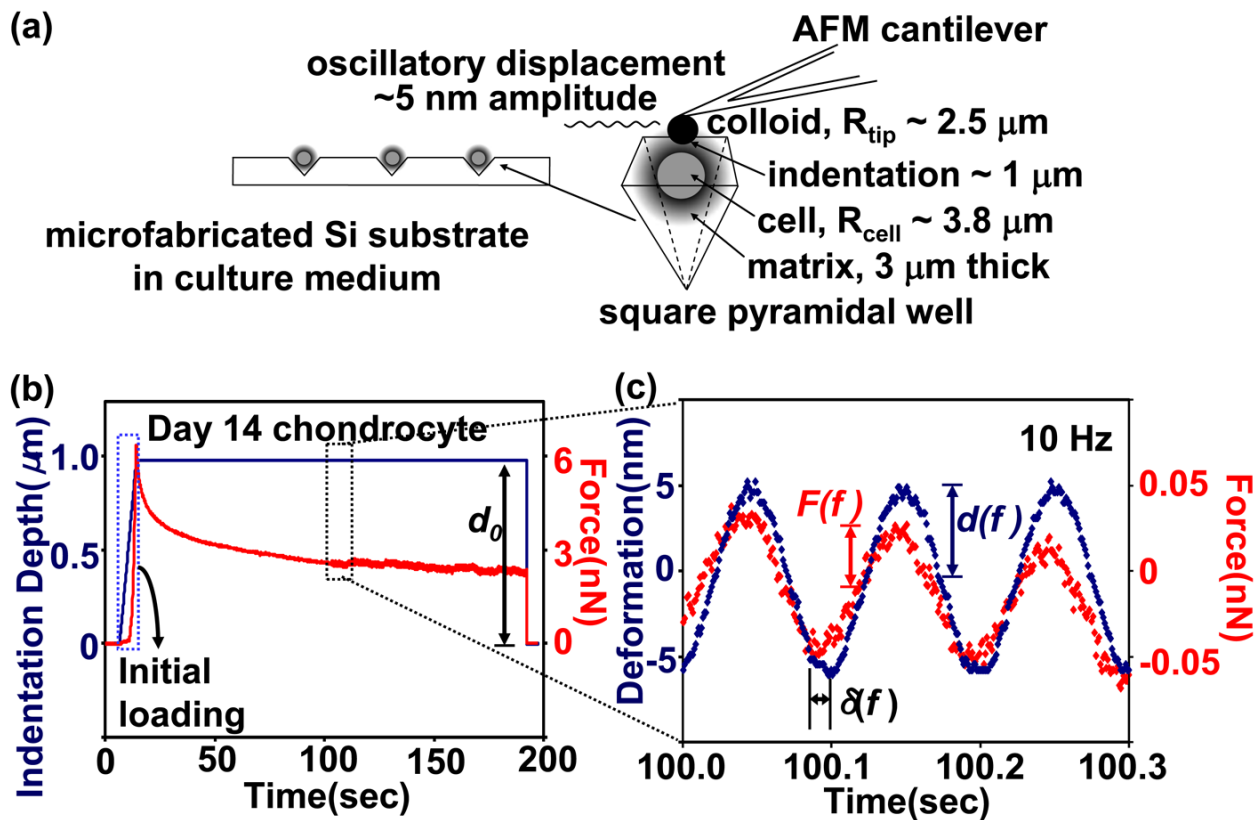 (a)
AFM cantilever
oscillatory displacement
~5 nm amplitude
colloid, Rtip ~ 2.5 μm
indentation ~ 1 μm
cell, Rcell ~ 3.8 μm
matrix, 3 μm thick
square pyramidal well
microfabricated Si substrate
in culture medium
(b)
Day 14 chondrocyte
Indentation Depth(μm)
1.0
0.5
0
d0
Initial
loading
6
3
0
Force(nN)
0
50
100
150
200
Time(sec)
(c)
10 Hz
Deformation(nm)
5
0
-5
F(f)
d(f)
δ(f)
0.05
0
-0.05
Force(nN)
100.0
100.1
100.2
100.3
Time(sec)